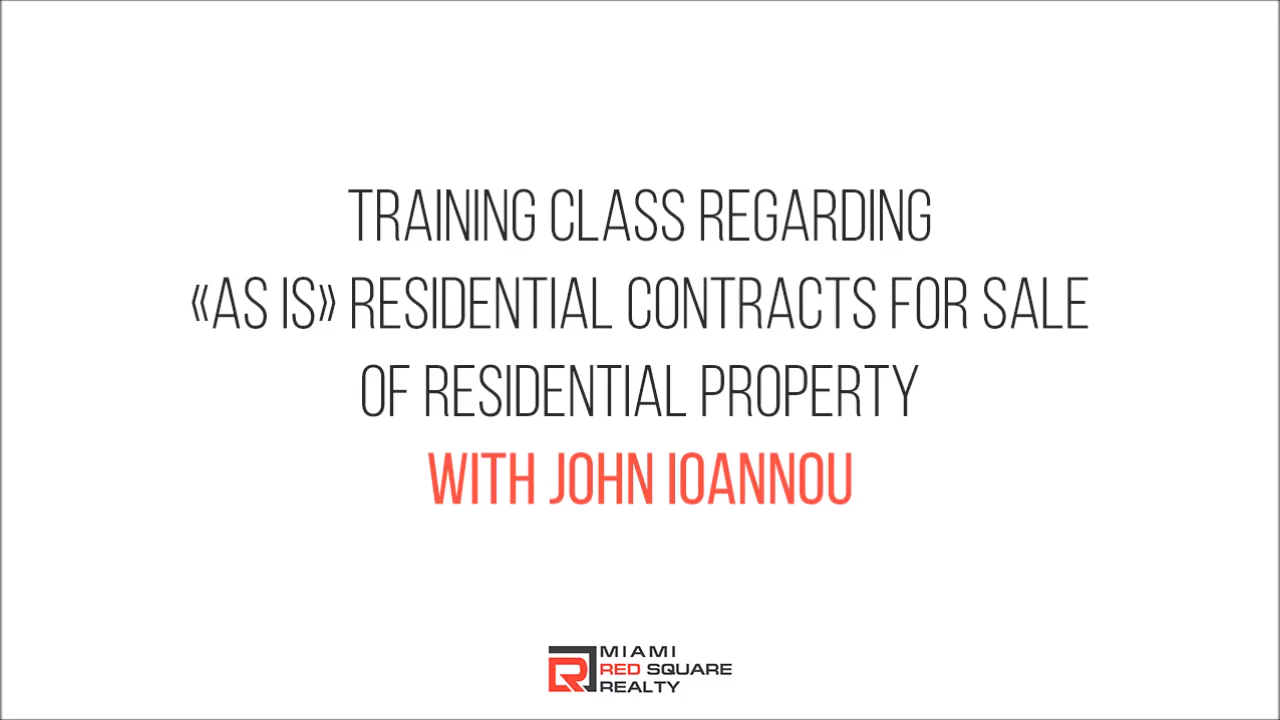 TRAINING CLASS REGARDING
«AS IS» RESIDENTIAL CONTRACTS FOR SALE
OF RESIDENTIAL PROPERTY
WITH JOHN IOANNOU
MIAMI
RED SQUARE
REALTY